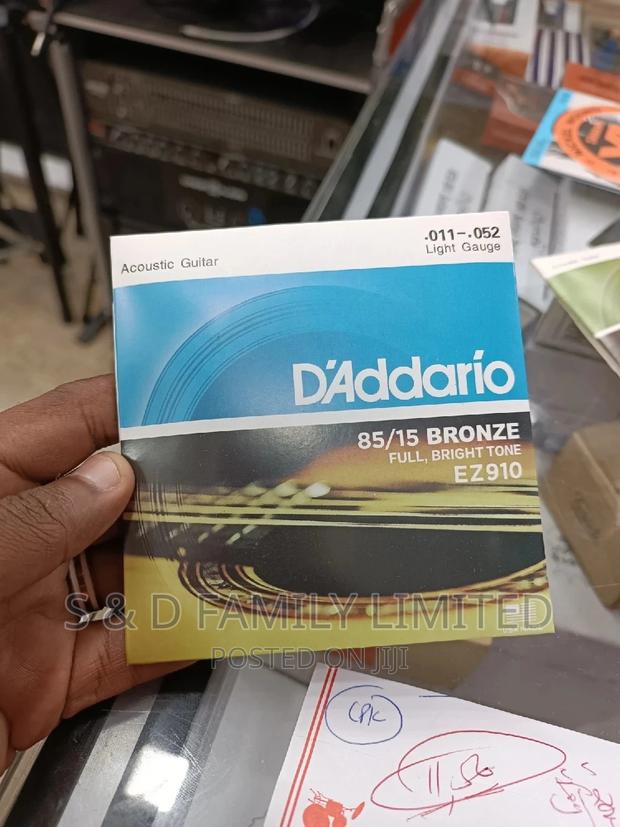 Acoustic Guitar
.011-.052
Light Gauge
D'Addario
85/15 BRONZE
FULL, BRIGHT TONE
EZ910
S & D FAMILY LIMITED
POSTED ON JIJI